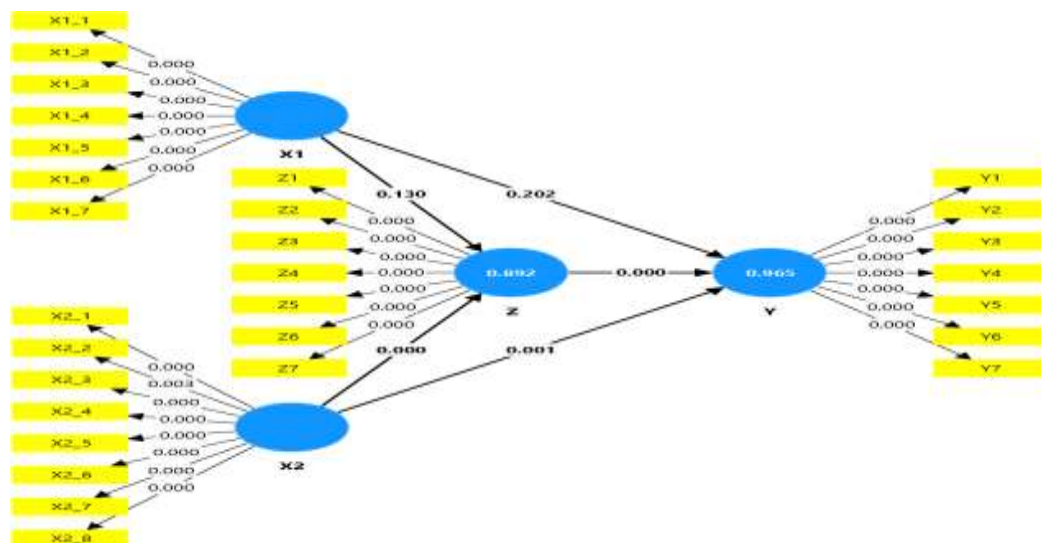 X1_1
X1_2
X1_3
X1_4
X1_5
X1_6
X1_7
0.000
0.000
0.000
0.000
0.000
0.000
0.000
X1
0.130
0.202
Z1
Z2
Z3
Z4
Z5
Z6
Z7
0.000
0.000
0.000
0.000
0.000
0.000
0.000
0.892
Z
0.000
0.965
Y
0.000
0.000
0.000
0.000
0.000
0.000
0.000
Y1
Y2
Y3
Y4
Y5
Y6
Y7
0.000
0.001
X2_1
X2_2
X2_3
X2_4
X2_5
X2_6
X2_7
X2_8
0.000
0.003
0.000
0.000
0.000
0.000
0.000
0.000
X2